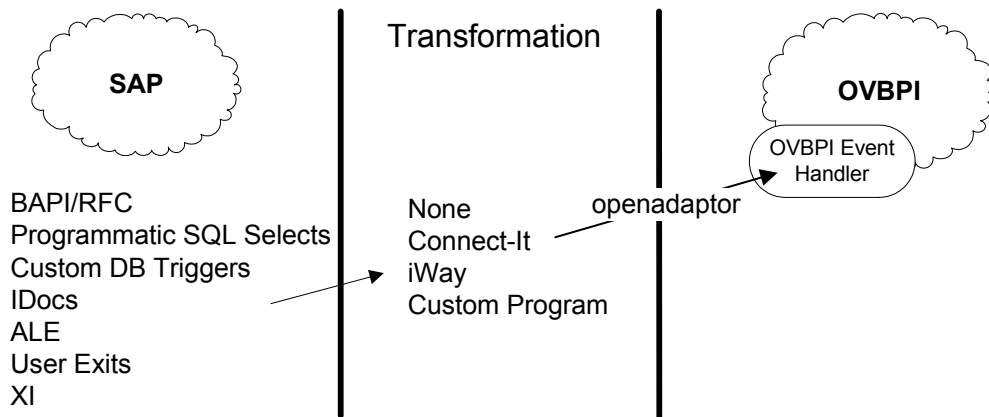 SAP
BAPI/RFC
Programmatic SQL Selects
Custom DB Triggers
IDocs
ALE
User Exits
XI
Transformation
None
Connect-It
iWay
Custom Program
openadaptor
OVBPI
OVBPI Event
Handler